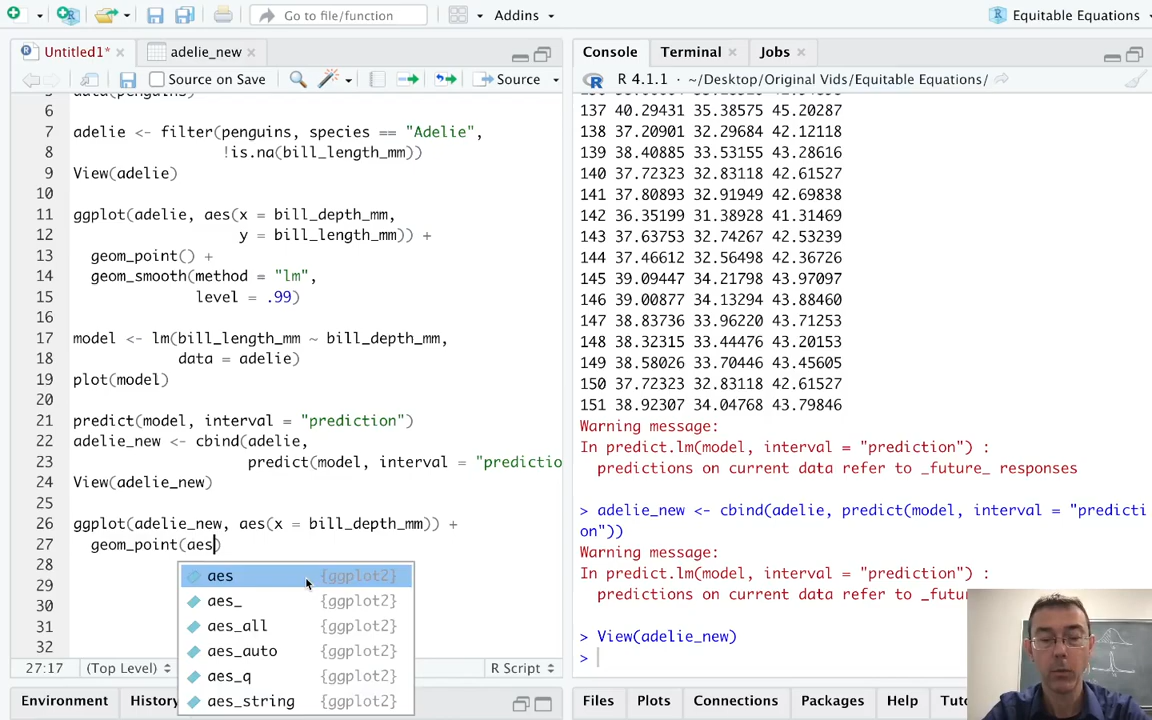 Go to file/function
Addins
Equitable Equations
Untitled1*
adelie_new
Source on Save
Source
6
7 adelie <- filter(penguins, species == "Adelie",
8 !is.na(bill_length_mm))
9 View(adelie)
10
11 ggplot(adelie, aes(x = bill_depth_mm,
12 y = bill_length_mm)) +
13 geom_point() +
14 geom_smooth(method = "lm",
15 level = .99)
16
17 model <- lm(bill_length_mm ~ bill_depth_mm,
18 data = adelie)
19 plot(model)
20
21 predict(model, interval = "prediction")
22 adelie_new <- cbind(adelie,
23 predict(model, interval = "predictio
24 View(adelie_new)
25
26 ggplot(adelie_new, aes(x = bill_depth_mm)) +
27 geom_point(aes)
28
29
30
31
32
aes {ggplot2}
aes_ {ggplot2}
aes_all {ggplot2}
aes_auto {ggplot2}
aes_q {ggplot2}
aes_string {ggplot2}
27:17 (Top Level) R Script
Environment History
Console Terminal Jobs
R 4.1.1 · ~/Desktop/Original Vids/Equitable Equations/
137 40.29431 35.38575 45.20287
138 37.20901 32.29684 42.12118
139 38.40885 33.53155 43.28616
140 37.72323 32.83118 42.61527
141 37.80893 32.91949 42.69838
142 36.35199 31.38928 41.31469
143 37.63753 32.74267 42.53239
144 37.46612 32.56498 42.36726
145 39.09447 34.21798 43.97097
146 39.00877 34.13294 43.88460
147 38.83736 33.96220 43.71253
148 38.32315 33.44476 43.20153
149 38.58026 33.70446 43.45605
150 37.72323 32.83118 42.61527
151 38.92307 34.04768 43.79846
Warning message:
In predict.lm(model, interval = "prediction") :
predictions on current data refer to _future_ responses
> adelie_new <- cbind(adelie, predict(model, interval = "predicti
on"))
Warning message:
In predict.lm(model, interval = "prediction") :
predictions on current data refer to _fu
> View(adelie_new)
>
Files Plots Connections Packages Help